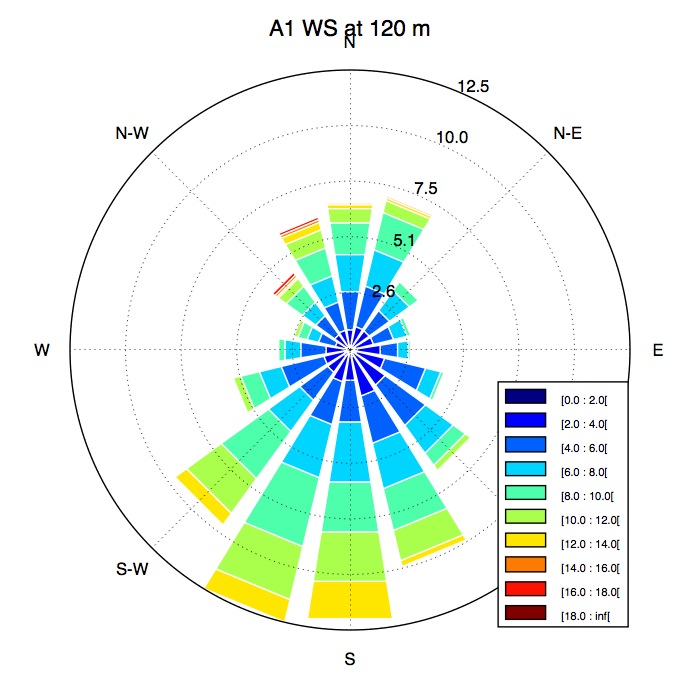 A1 WS at 120 m
N
12.5
N-W
10.0
N-E
7.5
5.1
2.6
W
E
[0.0 : 2.0[
[2.0 : 4.0[
[4.0 : 6.0[
[6.0 : 8.0[
[8.0 : 10.0[
[10.0 : 12.0[
[12.0 : 14.0[
[14.0 : 16.0[
[16.0 : 18.0[
[18.0 : inf[
S-W
S